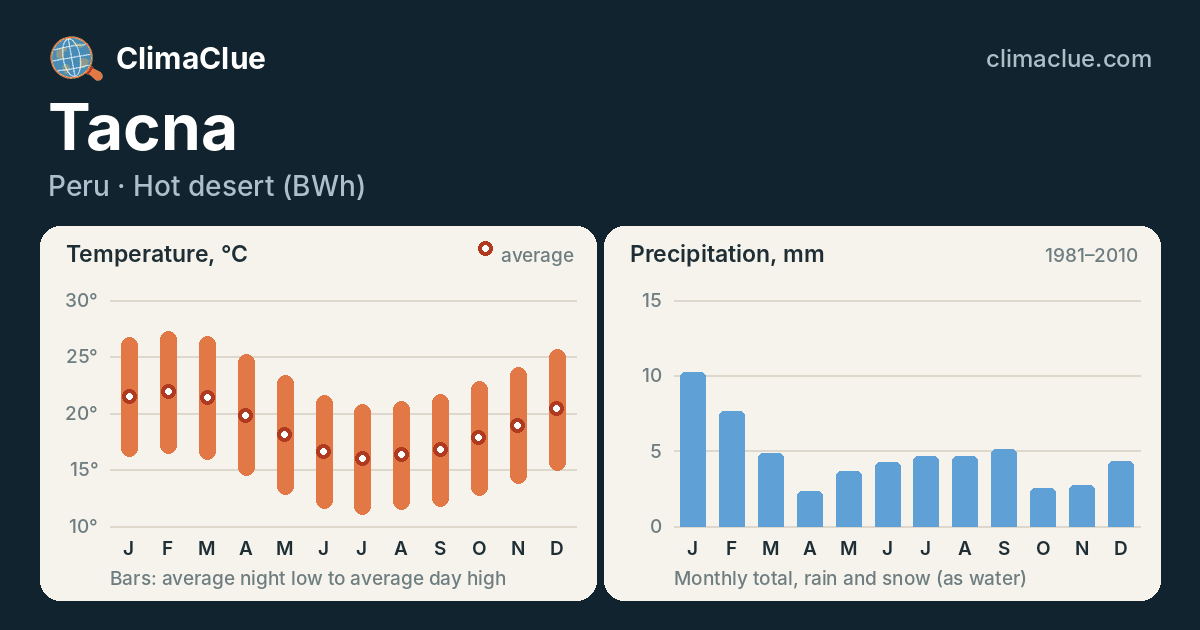 ClimaClue
climaclue.com
Tacna
Peru · Hot desert (BWh)
Temperature, °C
average
30°
25°
20°
15°
10°
J F M A M J J A S O N D
Bars: average night low to average day high
Precipitation, mm
1981–2010
15
10
5
0
J F M A M J J A S O N D
Monthly total, rain and snow (as water)